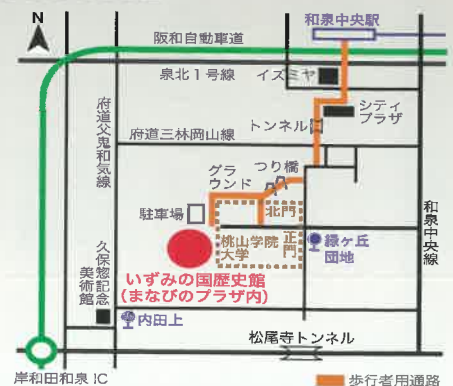 和泉中央駅
N
阪和自動車道
泉北1号線
イズミヤ
シティ
プラザ
トンネル
府道父鬼和気線
府道三林岡山線
グラ
ウンド
つり橋
和泉中央線
駐車場
北門
桃山学院
大学
正門
緑ヶ丘
団地
いずみの国歴史館
(まなびのプラザ内)
久保惣記念
美術館
内田上
松尾寺トンネル
岸和田和泉IC
歩行者用通路